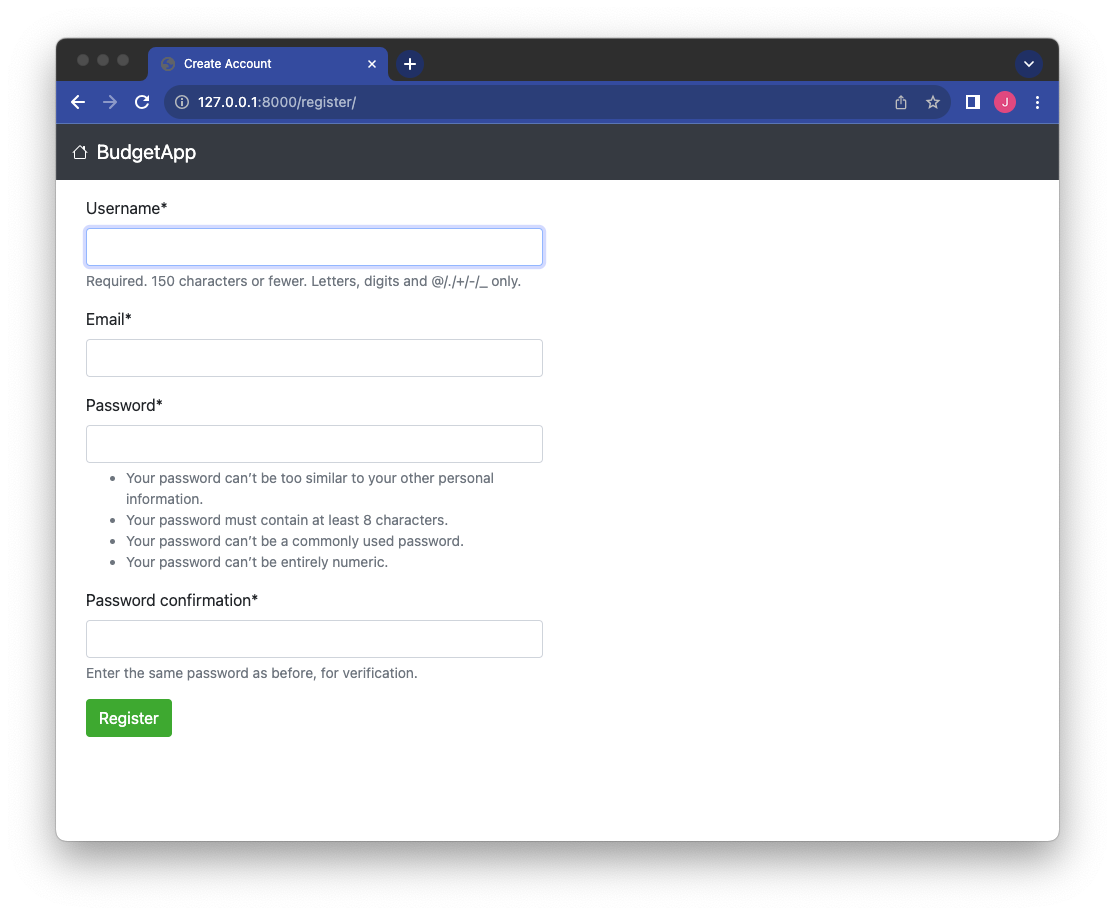 Create Account
127.0.0.1:8000/register/
J
BudgetApp
Username*
Required. 150 characters or fewer. Letters, digits and @/./+/-/_ only.
Email*
Password*
Your password can’t be too similar to your other personal
information.
Your password must contain at least 8 characters.
Your password can’t be a commonly used password.
Your password can’t be entirely numeric.
Password confirmation*
Enter the same password as before, for verification.
Register